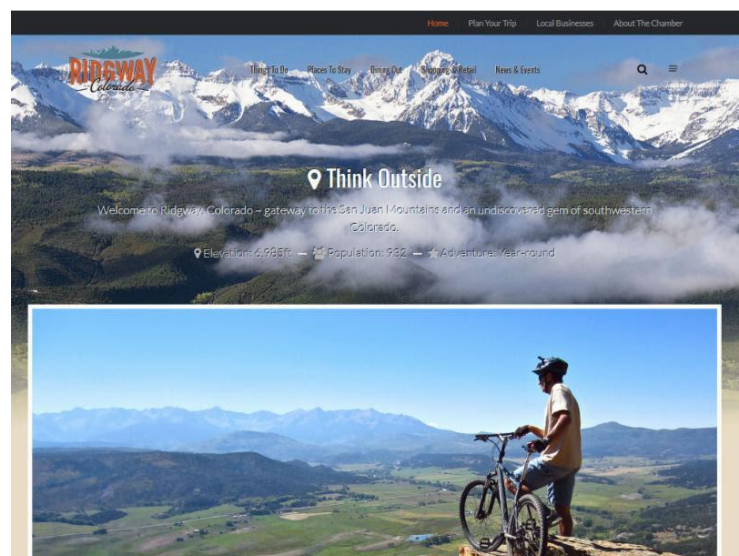 Home Plan Your Trip Local Businesses About The Chamber
RIDGWAY
Colorado
Things To Do Places To Stay Dining Out Shopping & Retail News & Events
Think Outside
Welcome to Ridgway, Colorado ~ gateway to the San Juan Mountains and an undiscovered gem of southwestern
Colorado.
Elevation: 6,985ft — Population: 932 — Adventure: Year-round